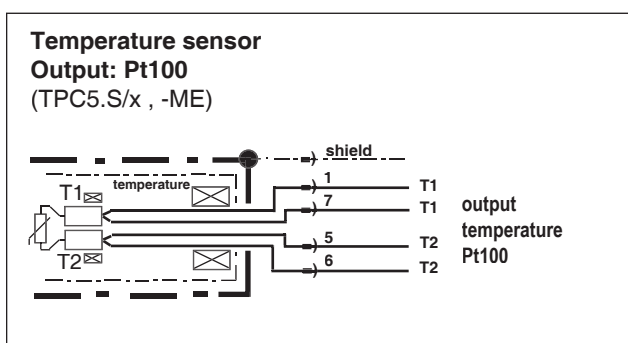 Temperature sensor
Output: Pt100
(TPC5.S/x , -ME)
shield
T1
temperature
1
T1
7
T1
5
T2
T2
6
T2
output
temperature
Pt100